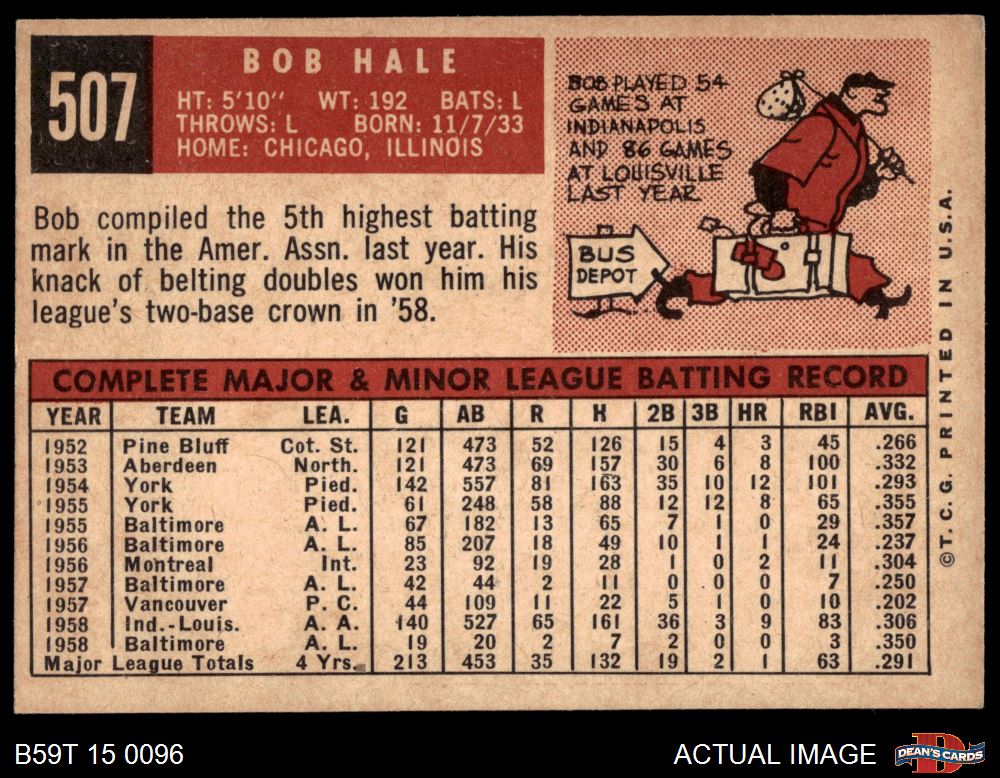 507
BOB HALE
HT: 5'10" WT: 192 BATS: L
THROWS: L BORN: 11/7/33
HOME: CHICAGO, ILLINOIS
Bob compiled the 5th highest batting
mark in the Amer. Assn. last year. His
knack of belting doubles won him his
league's two-base crown in '58.
BOB PLAYED 54
GAMES AT
INDIANAPOLIS
AND 86 GAMES
AT LOUISVILLE
LAST YEAR
BUS
DEPOT
COMPLETE MAJOR & MINOR LEAGUE BATTING RECORD
YEAR TEAM LEA. G AB R H 2B 3B HR RBI AVG.
1952 Pine Bluff Cot. St. 121 473 52 126 15 4 3 45 .266
1953 Aberdeen North. 121 473 69 157 30 6 8 100 .332
1954 York Pied. 142 557 81 163 35 10 12 101 .293
1955 York Pied. 61 248 58 88 12 12 8 65 .355
1955 Baltimore A. L. 67 182 13 65 7 1 0 29 .357
1956 Baltimore A. L. 85 207 18 49 10 1 1 24 .237
1956 Montreal Int. 23 92 19 28 1 0 2 11 .304
1957 Baltimore A. L. 42 44 2 11 0 0 0 7 .250
1957 Vancouver P. C. 44 109 11 22 5 1 0 10 .202
1958 Ind.-Louis. A. A. 140 527 65 161 36 3 9 83 .306
1958 Baltimore A. L. 19 20 2 7 2 0 0 3 .350
Major League Totals 4 Yrs. 213 453 35 132 19 2 1 63 .291
©T. C. G. PRINTED IN U.S.A.
B59T 15 0096
ACTUAL IMAGE
D
DEAN'S CARDS